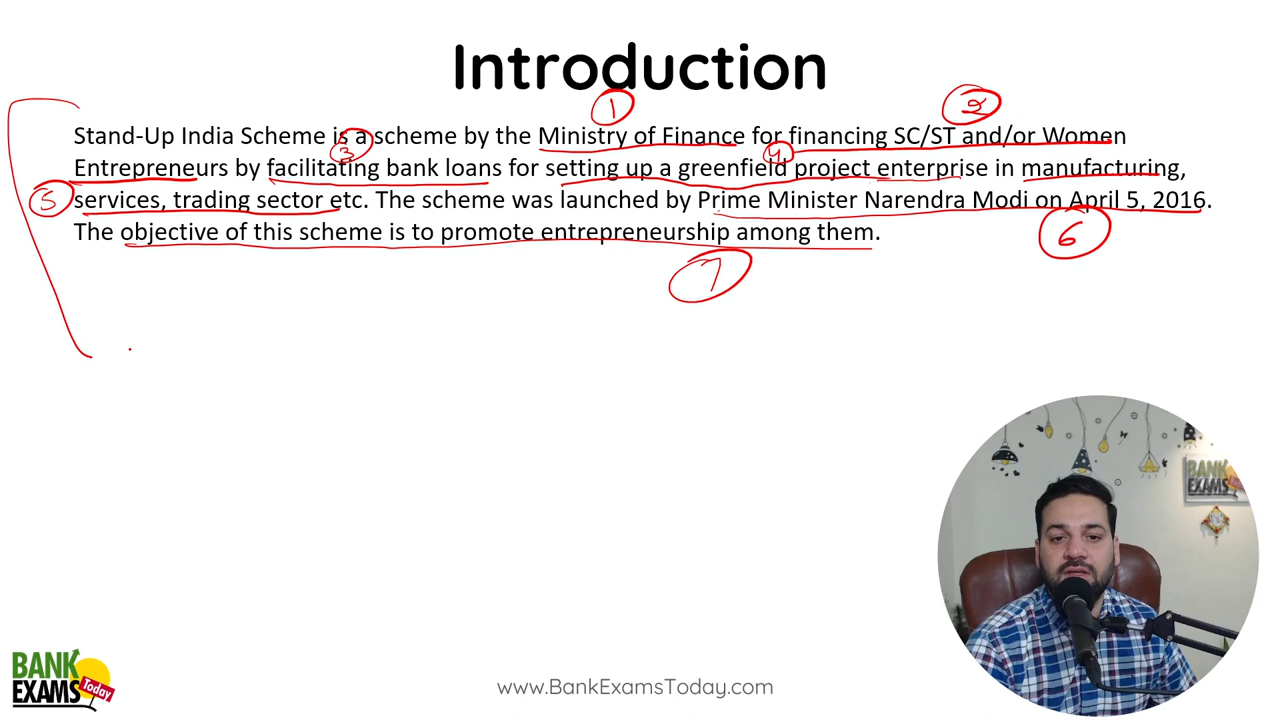 Introduction
1
2
Stand-Up India Scheme is a scheme by the Ministry of Finance for financing SC/ST and/or Women
3
4
Entrepreneurs by facilitating bank loans for setting up a greenfield project enterprise in manufacturing,
5
services, trading sector etc. The scheme was launched by Prime Minister Narendra Modi on April 5, 2016.
The objective of this scheme is to promote entrepreneurship among them.
6
7
BANK
EXAMS
BANK
EXAMS
Today
www.BankExamsToday.com